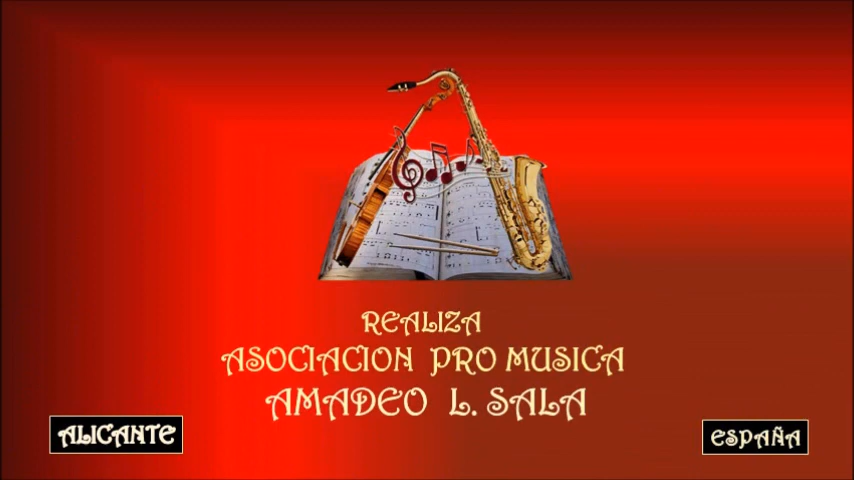 REALIZA
ASOCIACION PRO MUSICA
AMADEO L. SALA
ALICANTE
ESPAÑA